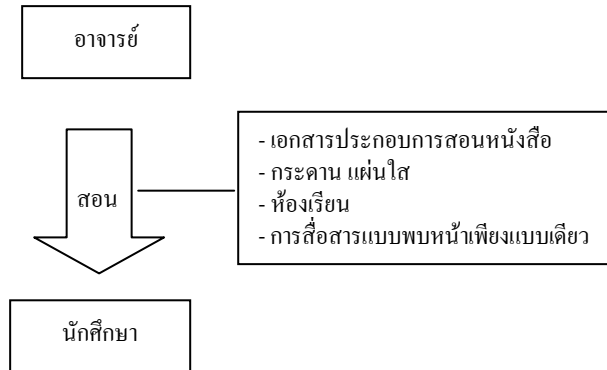 อาจารย์
- เอกสารประกอบการสอนหนังสือ
- กระดาน แผ่นใส
สอน
- ห้องเรียน
- การสื่อสารแบบพบหน้าเพียงแบบเดียว
นักศึกษา